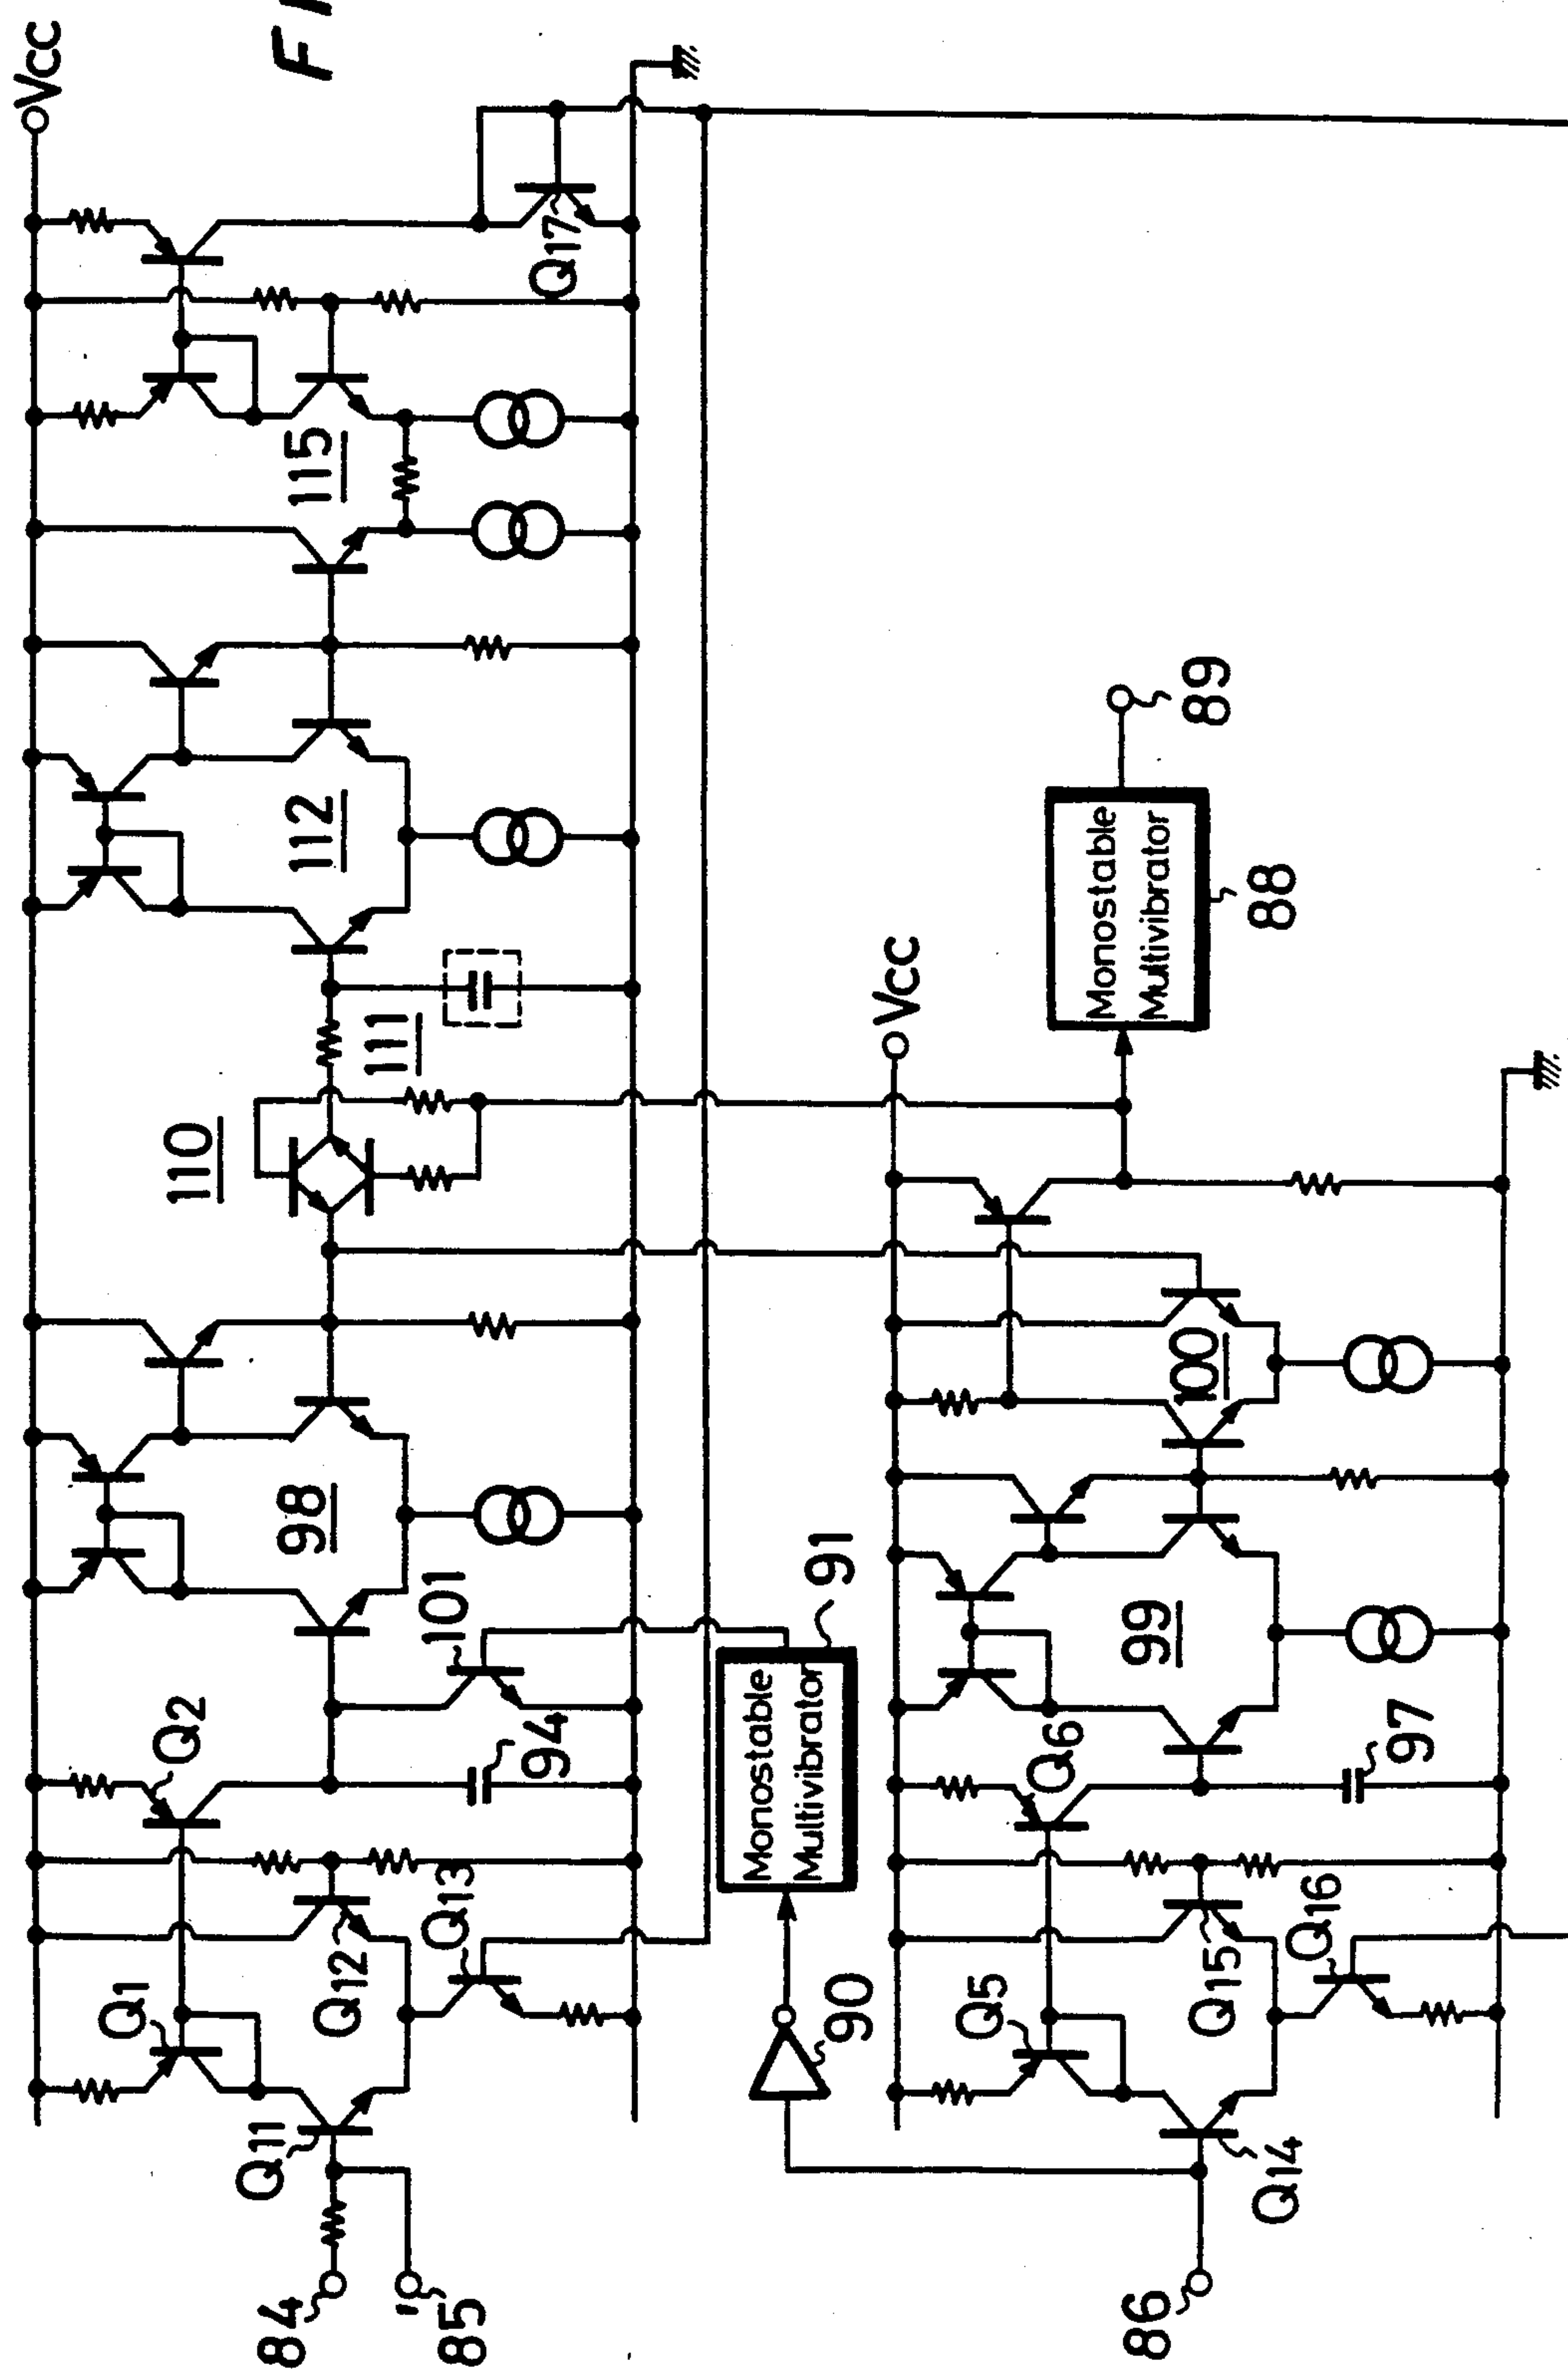 F
Vcc
Q17
115
112
111
110
98
101
Q2
94
Q13
Q12
Q1
Q11
84
85
Monostable
Multivibrator
91
90
Vcc
Monostable
Multivibrator
88
89
100
99
Q6
97
Q16
Q15
Q5
Q14
86